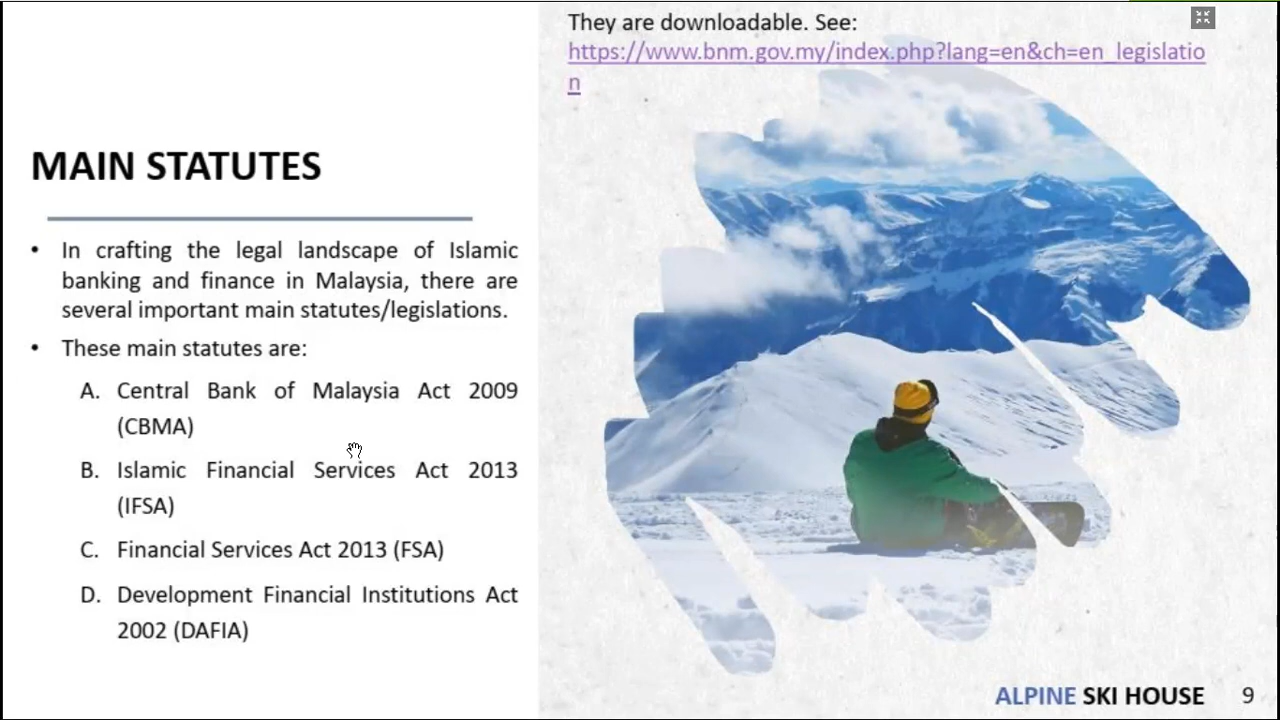 They are downloadable. See:
https://www.bnm.gov.my/index.php?lang=en&ch=en_legislatio
n
MAIN STATUTES
• In crafting the legal landscape of Islamic
banking and finance in Malaysia, there are
several important main statutes/legislations.
• These main statutes are:
A. Central Bank of Malaysia Act 2009
(CBMA)
B. Islamic Financial Services Act 2013
(IFSA)
C. Financial Services Act 2013 (FSA)
D. Development Financial Institutions Act
2002 (DAFIA)
ALPINE SKI HOUSE 9